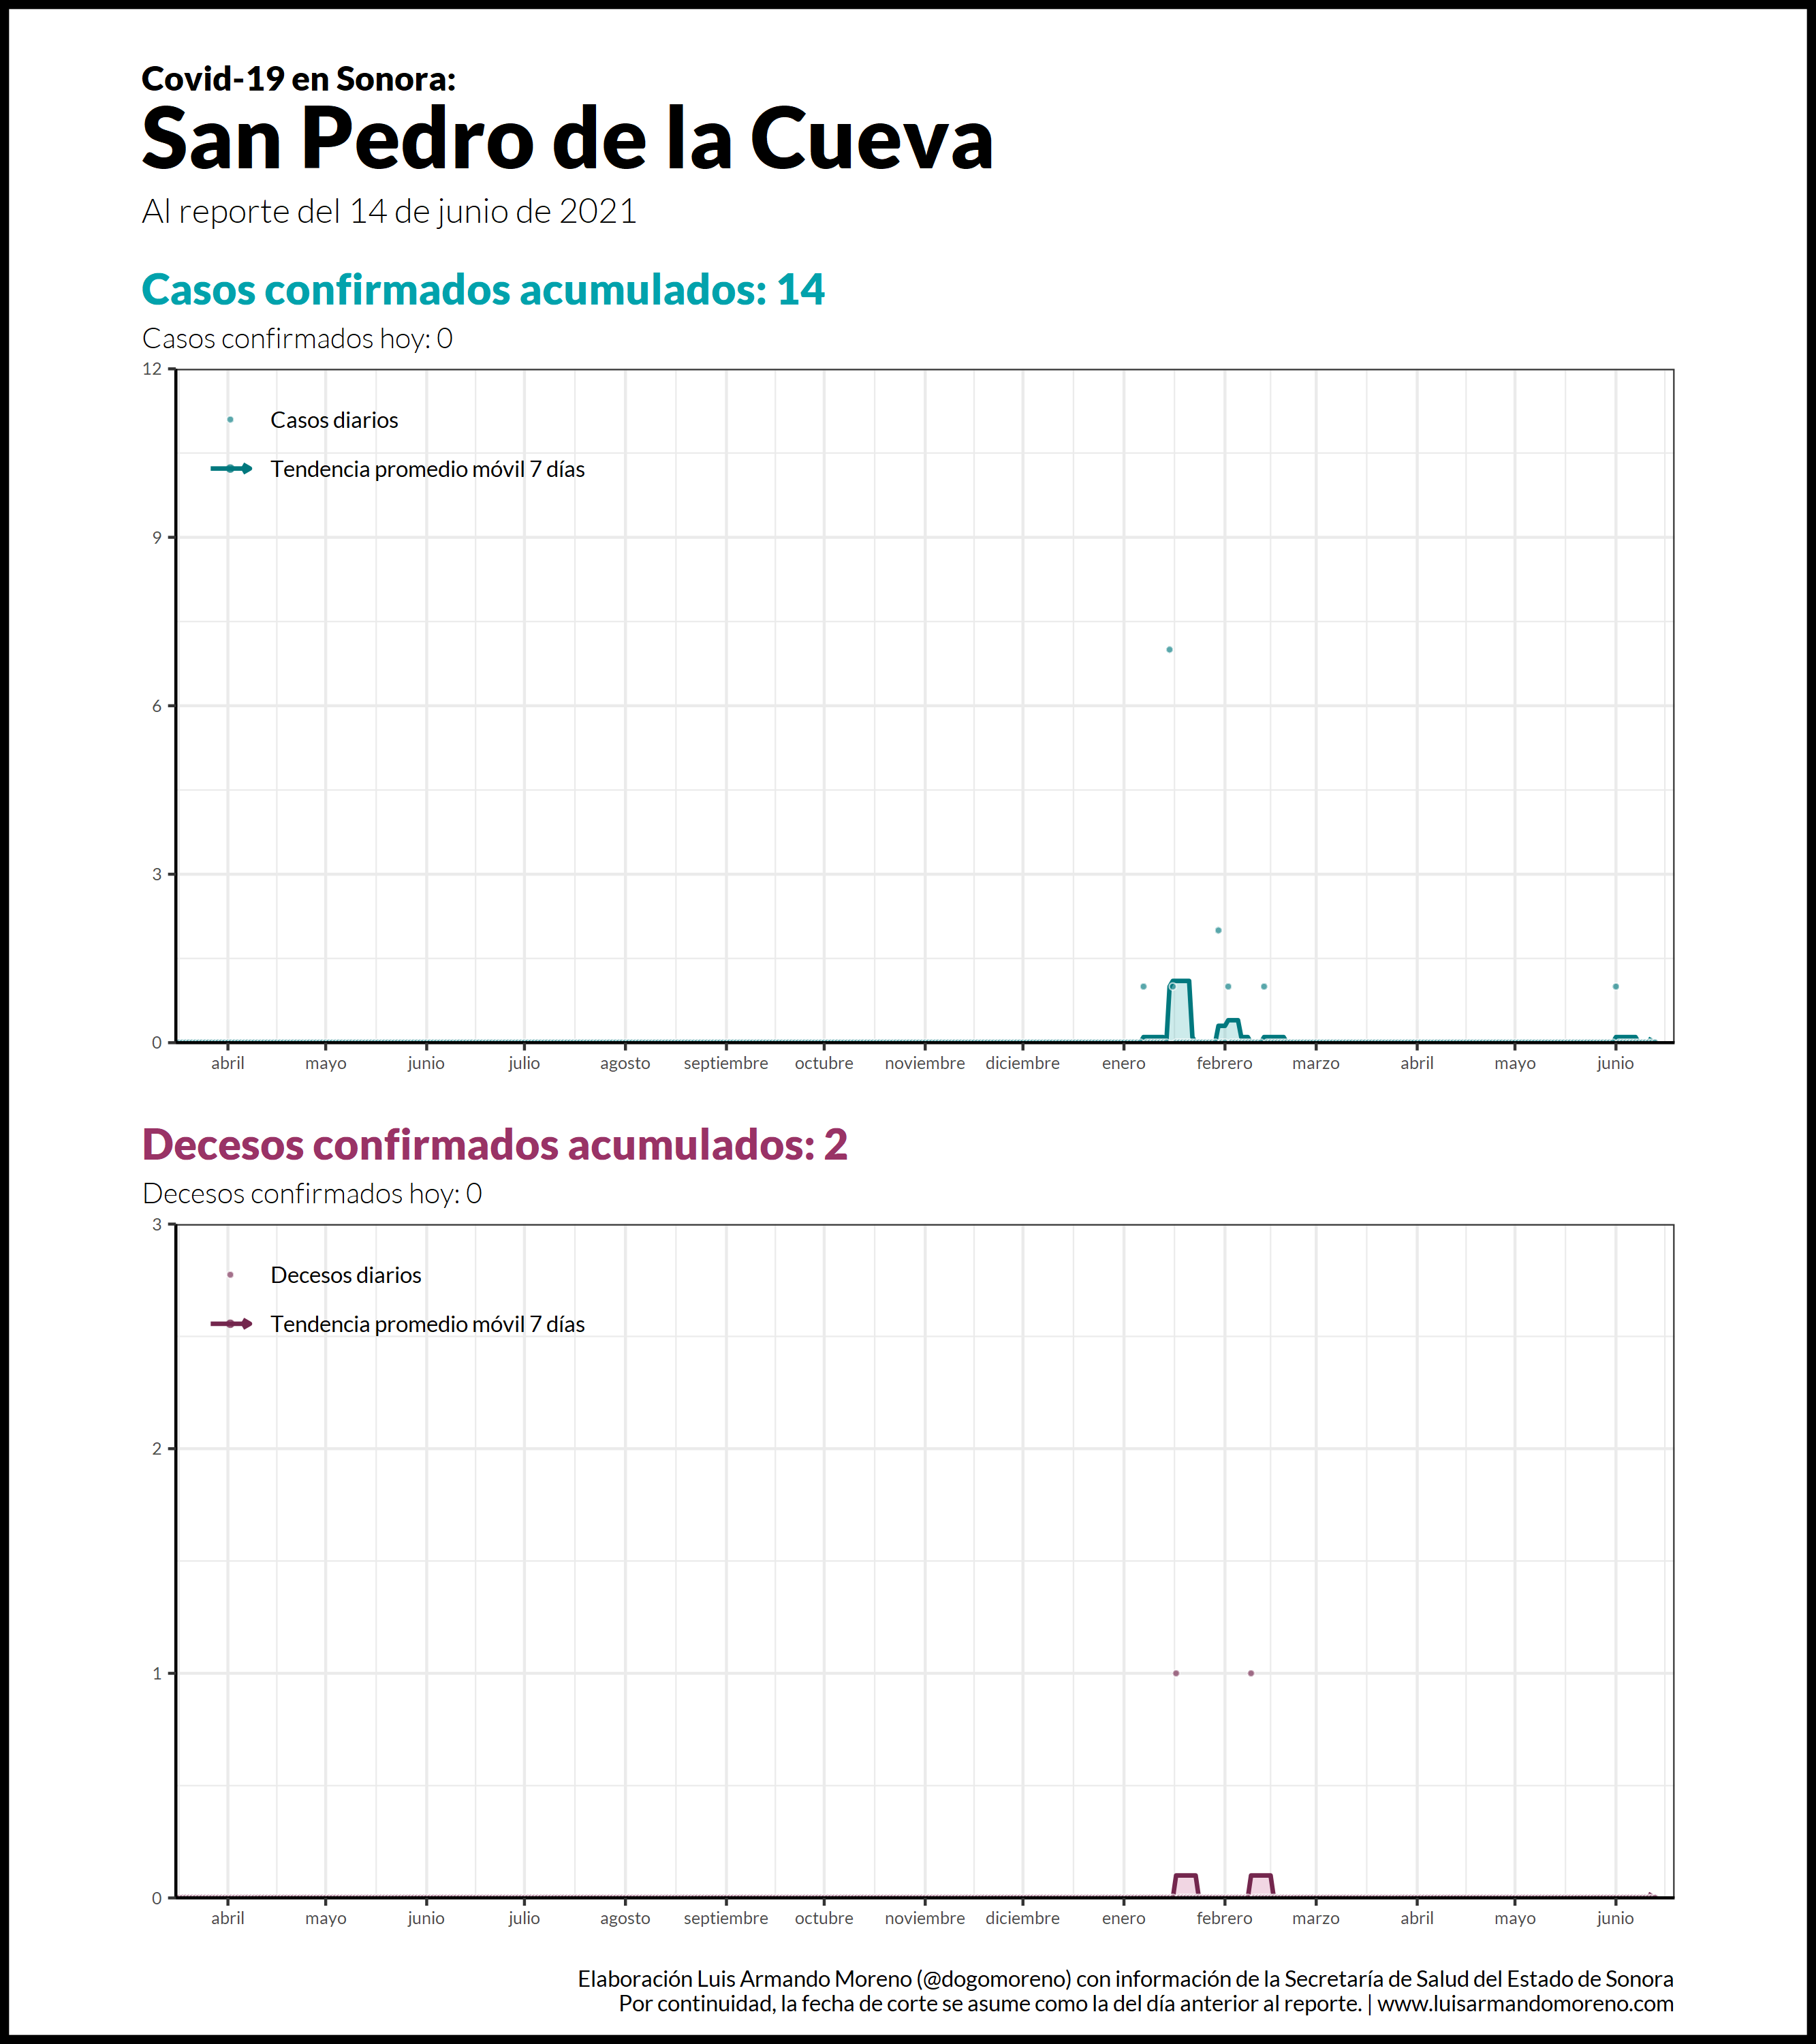 Covid-19 en Sonora:
San Pedro de la Cueva
Al reporte del 14 de junio de 2021
Casos confirmados acumulados: 14
Casos confirmados hoy: 0
12
9
6
3
0
Casos diarios
Tendencia promedio móvil 7 días
abril mayo junio julio agosto septiembre octubre noviembre diciembre enero febrero marzo abril mayo junio
Decesos confirmados acumulados: 2
Decesos confirmados hoy: 0
3
2
1
0
Decesos diarios
Tendencia promedio móvil 7 días
abril mayo junio julio agosto septiembre octubre noviembre diciembre enero febrero marzo abril mayo junio
Elaboración Luis Armando Moreno (@dogomoreno) con información de la Secretaría de Salud del Estado de Sonora
Por continuidad, la fecha de corte se asume como la del día anterior al reporte. | www.luisarmandomoreno.com